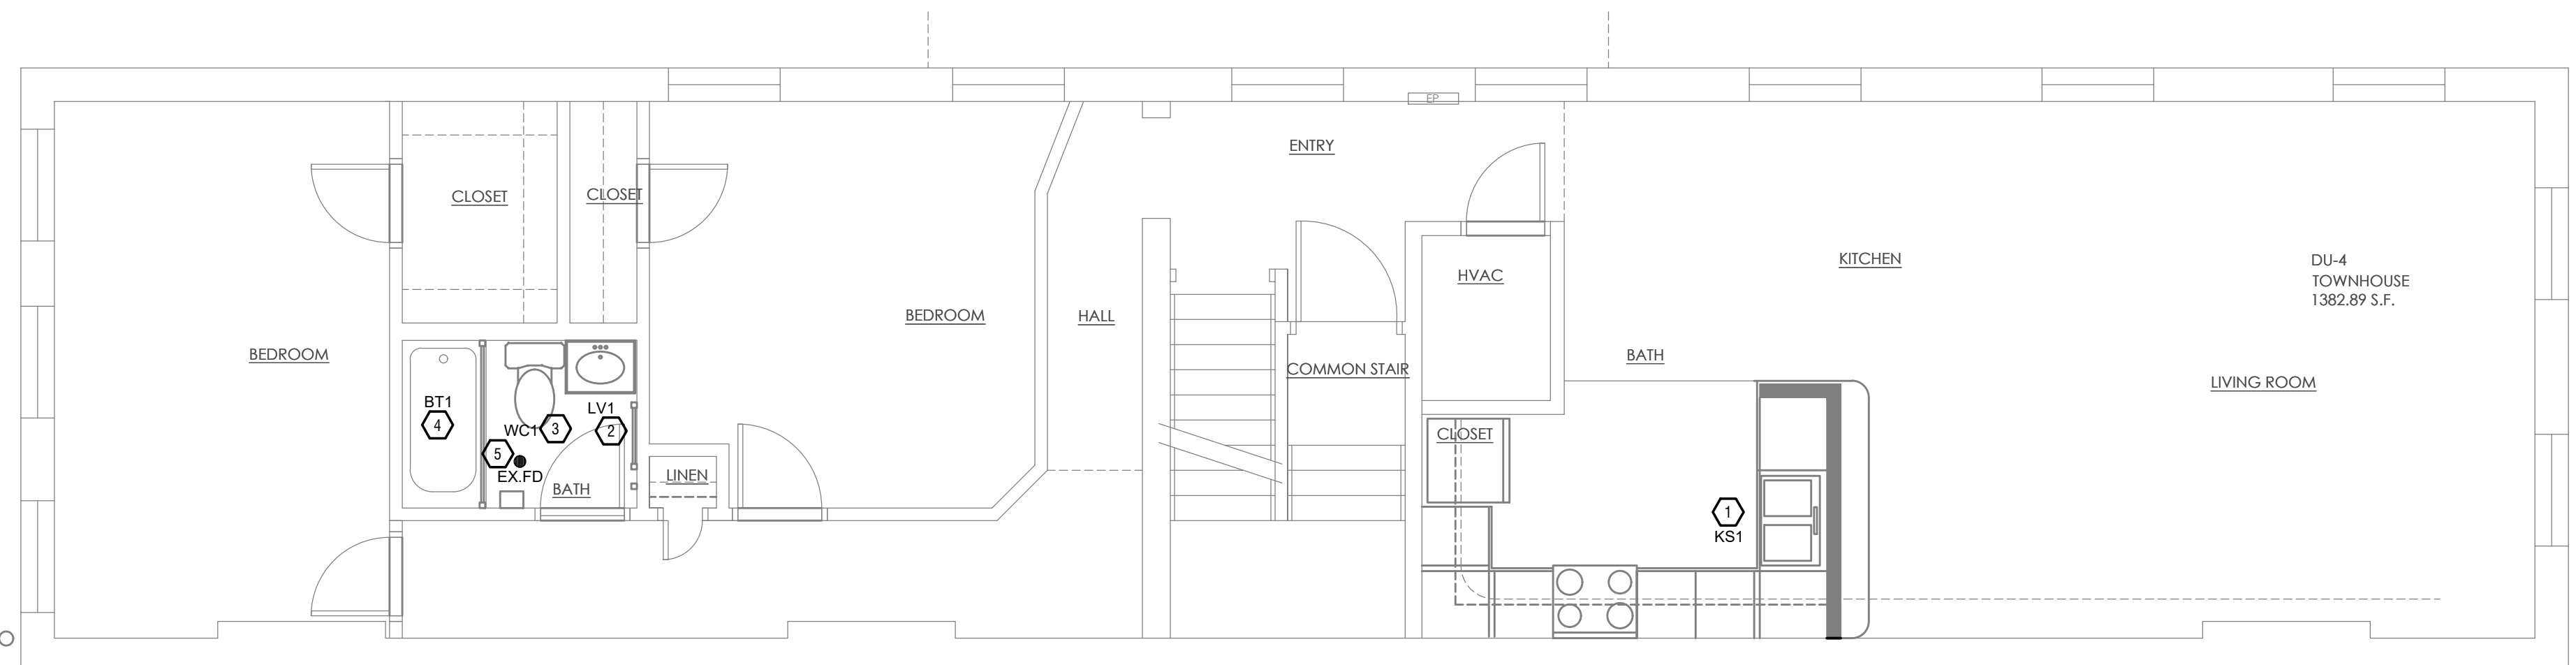 EP
ENTRY
CLOSET
CLOSET
KITCHEN
DU-4
TOWNHOUSE
1382.89 S.F.
HVAC
BEDROOM
HALL
BEDROOM
BATH
COMMON STAIR
LIVING ROOM
BT1
4
LV1
2
WC1
3
5
EX.FD
BATH
LINEN
CLOSET
1
KS1